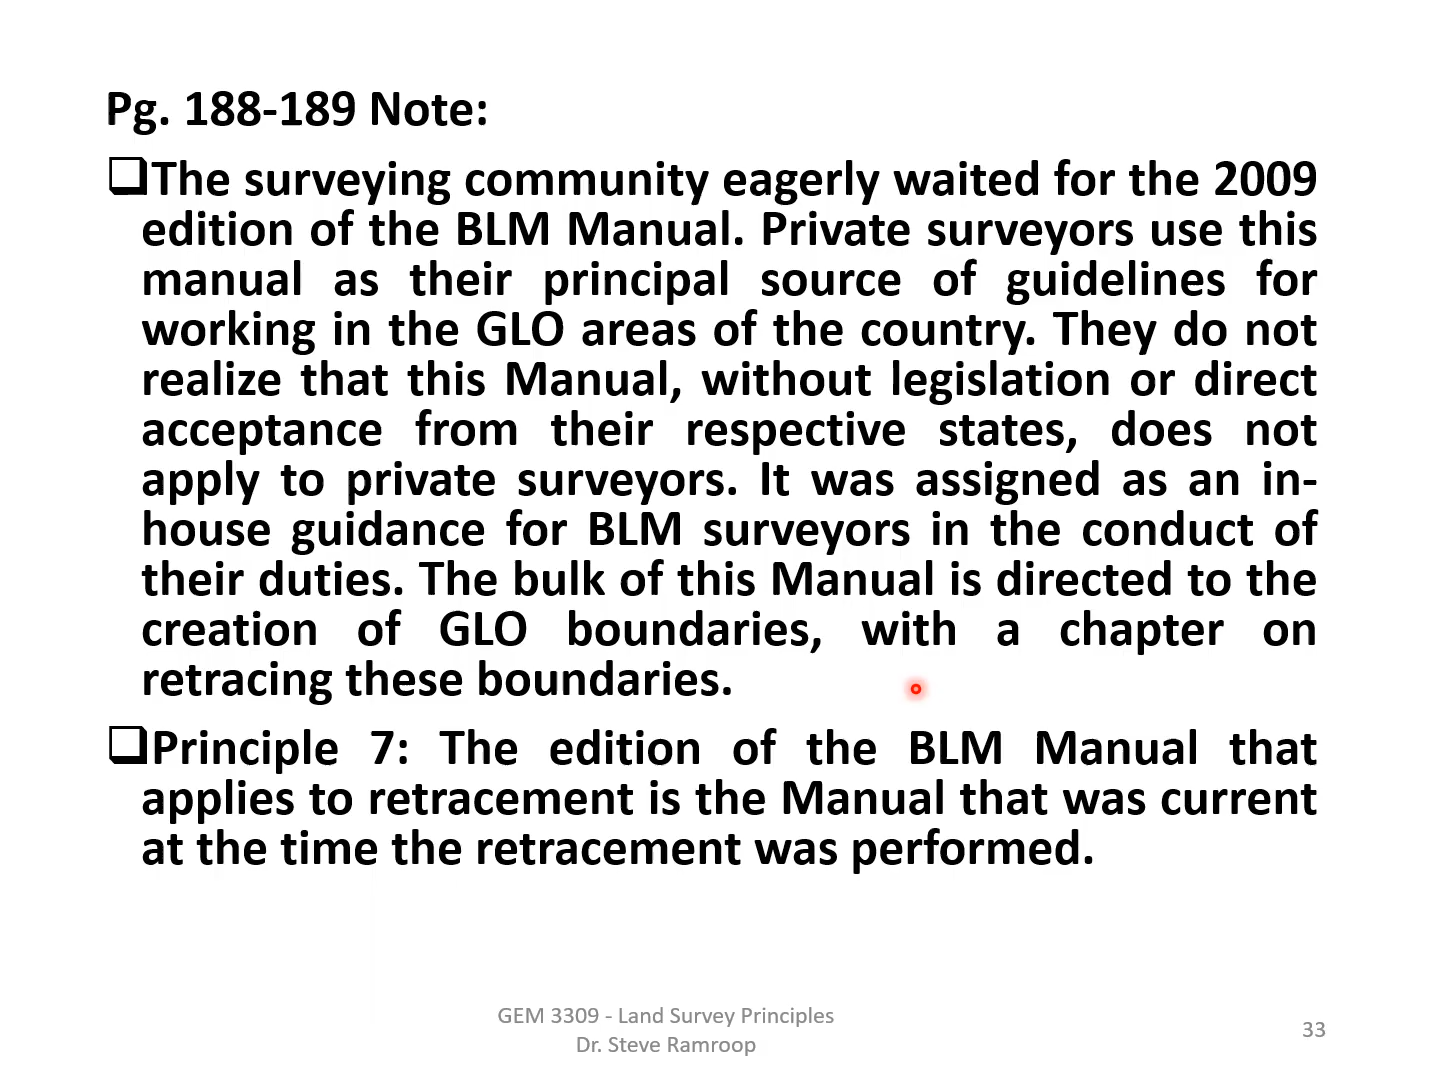 Pg. 188-189 Note:
The surveying community eagerly waited for the 2009
edition of the BLM Manual. Private surveyors use this
manual as their principal source of guidelines for
working in the GLO areas of the country. They do not
realize that this Manual, without legislation or direct
acceptance from their respective states, does not
apply to private surveyors. It was assigned as an in-
house guidance for BLM surveyors in the conduct of
their duties. The bulk of this Manual is directed to the
creation of GLO boundaries, with a chapter on
retracing these boundaries.
Principle 7: The edition of the BLM Manual that
applies to retracement is the Manual that was current
at the time the retracement was performed.
GEM 3309 - Land Survey Principles
Dr. Steve Ramroop
33